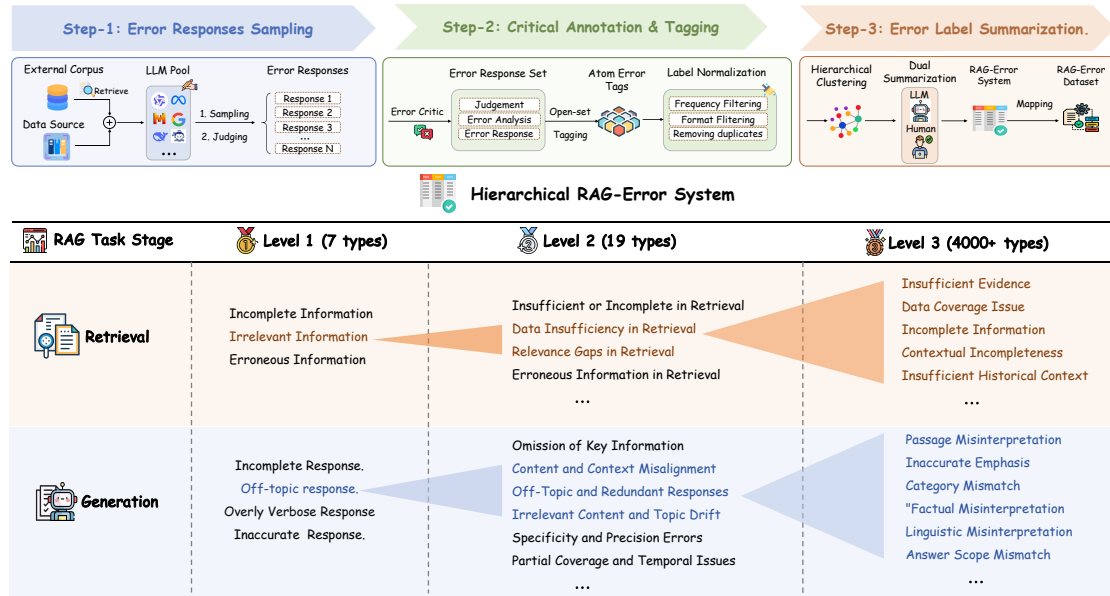 Step-1: Error Responses Sampling
Step-2: Critical Annotation & Tagging
Step-3: Error Label Summarization.
External Corpus
Retrieve
Data Source
LLM Pool
...
1. Sampling
2. Judging
Error Responses
Response 1
Response 2
Response 3
...
Response N
Error Critic
Error Response Set
Judgement
Error Analysis
Error Response
Open-set
Tagging
Atom Error
Tags
Label Normalization
Frequency Filtering
Format Flitering
Removing duplicates
Hierarchical
Clustering
Dual
Summarization
LLM
Human
RAG-Error
System
Mapping
RAG-Error
Dataset
Hierarchical RAG-Error System
RAG Task Stage
Level 1 (7 types)
Level 2 (19 types)
Level 3 (4000+ types)
Retrieval
Incomplete Information
Irrelevant Information
Erroneous Information
Insufficient or Incomplete in Retrieval
Data Insufficiency in Retrieval
Relevance Gaps in Retrieval
Erroneous Information in Retrieval
...
Insufficient Evidence
Data Coverage Issue
Incomplete Information
Contextual Incompleteness
Insufficient Historical Context
...
Generation
Incomplete Response.
Off-topic response.
Overly Verbose Response
Inaccurate Response.
Omission of Key Information
Content and Context Misalignment
Off-Topic and Redundant Responses
Irrelevant Content and Topic Drift
Specificity and Precision Errors
Partial Coverage and Temporal Issues
...
Passage Misinterpretation
Inaccurate Emphasis
Category Mismatch
"Factual Misinterpretation
Linguistic Misinterpretation
Answer Scope Mismatch
...